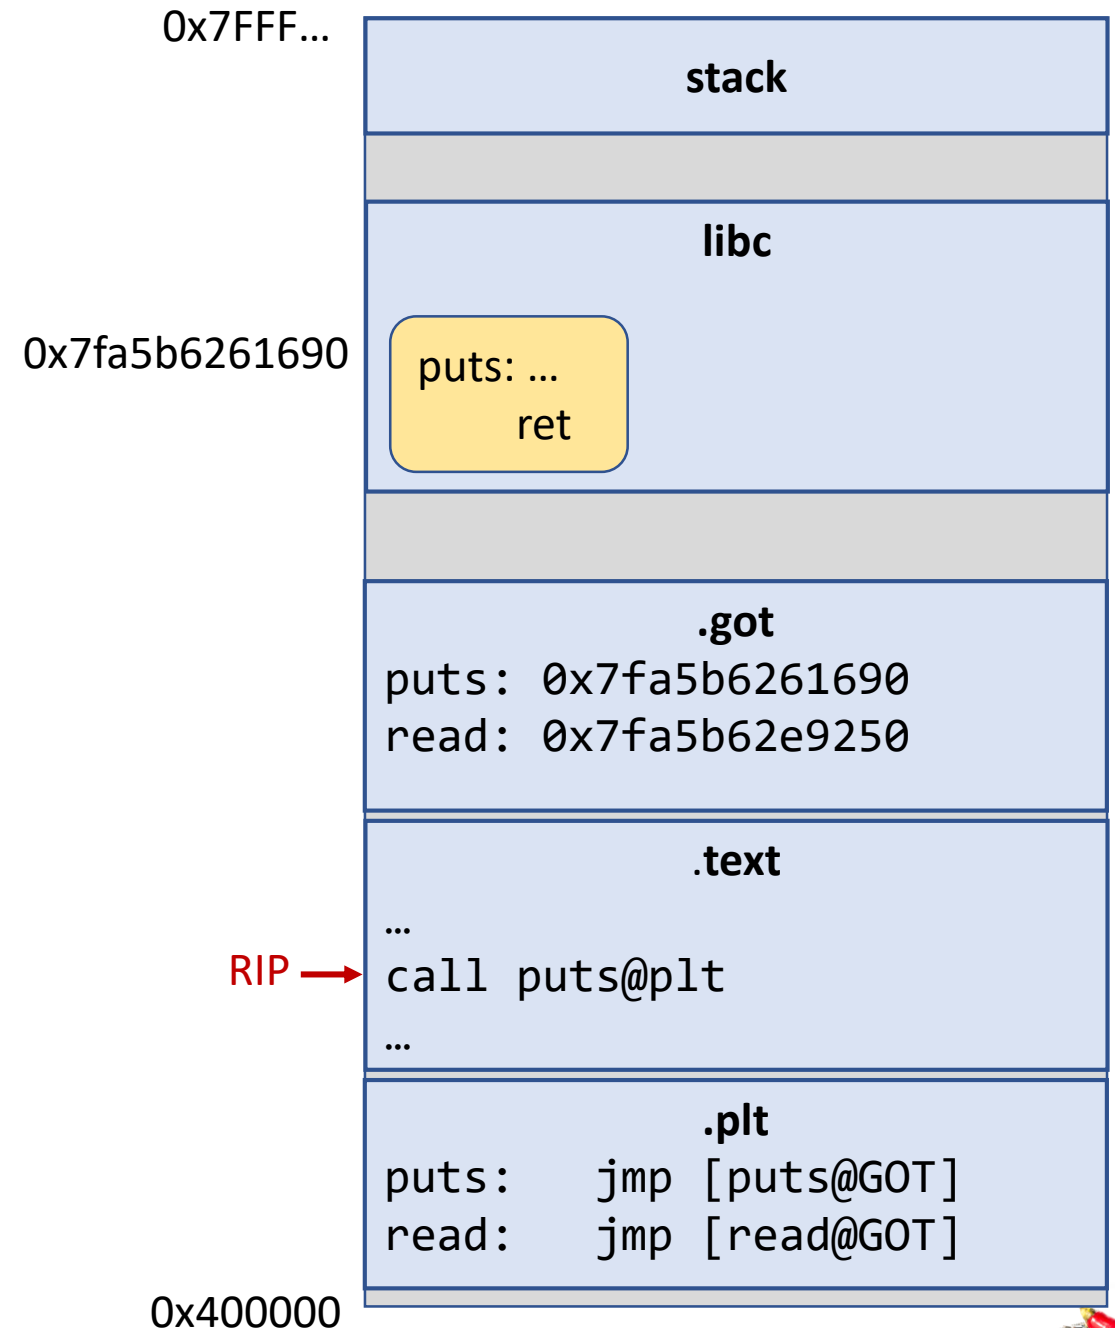 0x7FFF…
stack
libc
0x7fa5b6261690
puts: …
ret
.got
puts: 0x7fa5b6261690
read: 0x7fa5b62e9250
.text
…
RIP
call puts@plt
…
.plt
puts: jmp [puts@GOT]
read: jmp [read@GOT]
0x400000